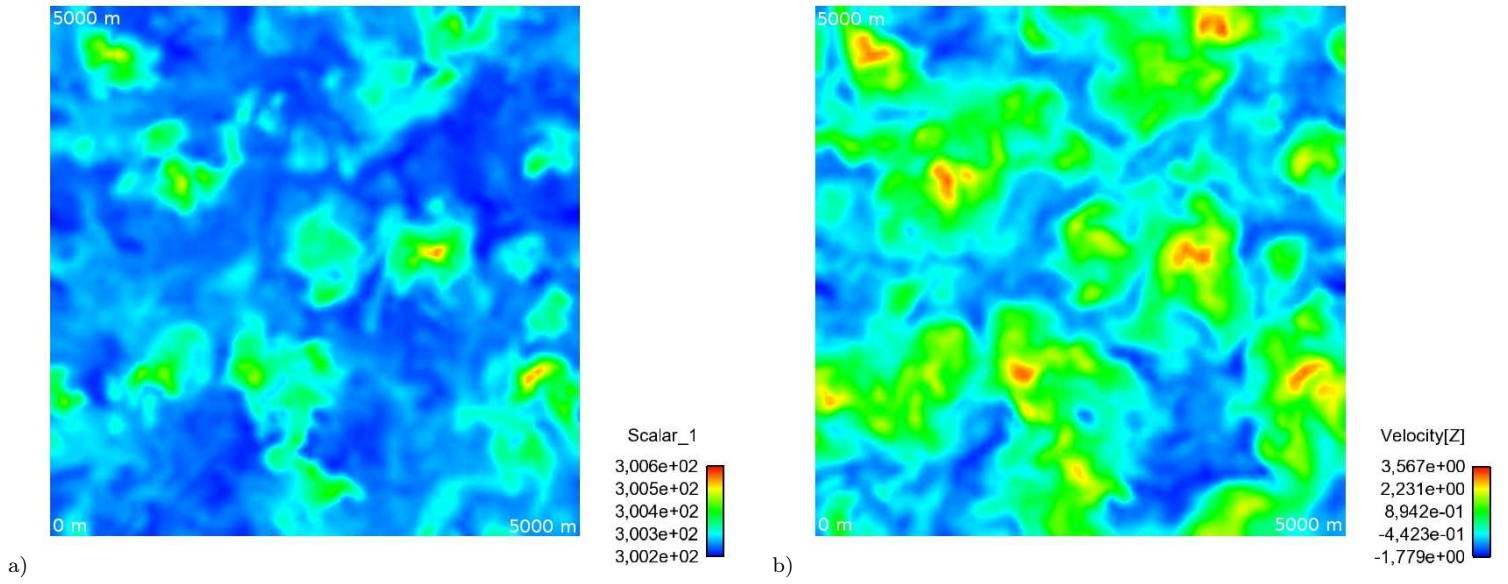 5000 m
0 m
5000 m
Scalar_1
3,006e+02
3,005e+02
3,004e+02
3,003e+02
3,002e+02
a)
5000 m
0 m
5000 m
Velocity[Z]
3,567e+00
2,231e+00
8,942e-01
-4,423e-01
-1,779e+00
b)